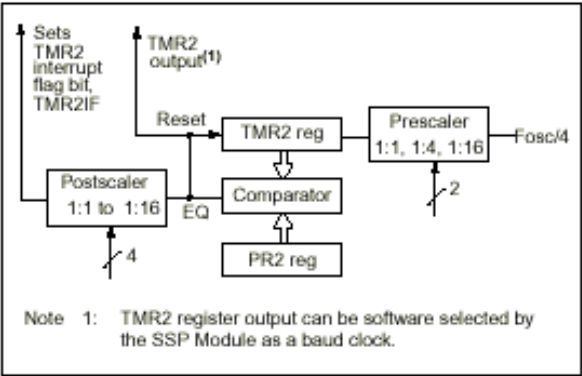 Sets
TMR2
interrupt
flag bit,
TMR2IF
TMR2
output(1)
Reset
TMR2 reg
Prescaler
1:1, 1:4, 1:16
Fosc/4
2
Postscaler
1:1 to 1:16
EQ
Comparator
4
PR2 reg
Note 1: TMR2 register output can be software selected by
the SSP Module as a baud clock.